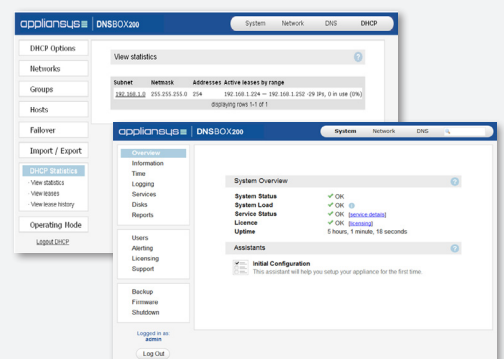 appliansys DNSBOX200 System Network DNS DHCP
DHCP Options
Networks
Groups
Hosts
Failover
Import / Export
DHCP Statistics
- View statistics
- View leases
- View lease history
Operating Mode
Logout DHCP
View statistics ?
Subnet Netmask Addresses Active leases by range
192.168.1.0 255.255.255.0 254 192.168.1.224 — 192.168.1.252 -29 IPs, 0 in use (0%)
displaying rows 1-1 of 1
appliansys DNSBOX200 System Network DNS
Overview
Information
Time
Logging
Services
Disks
Reports
Users
Alerting
Licensing
Support
Backup
Firmware
Shutdown
Logged in as:
admin
Log Out
System Overview ?
System Status OK
System Load OK
Service Status OK [service details]
Licence OK [licensing]
Uptime 5 hours, 1 minute, 18 seconds
Assistants ?
Initial Configuration
This assistant will help you setup your appliance for the first time.